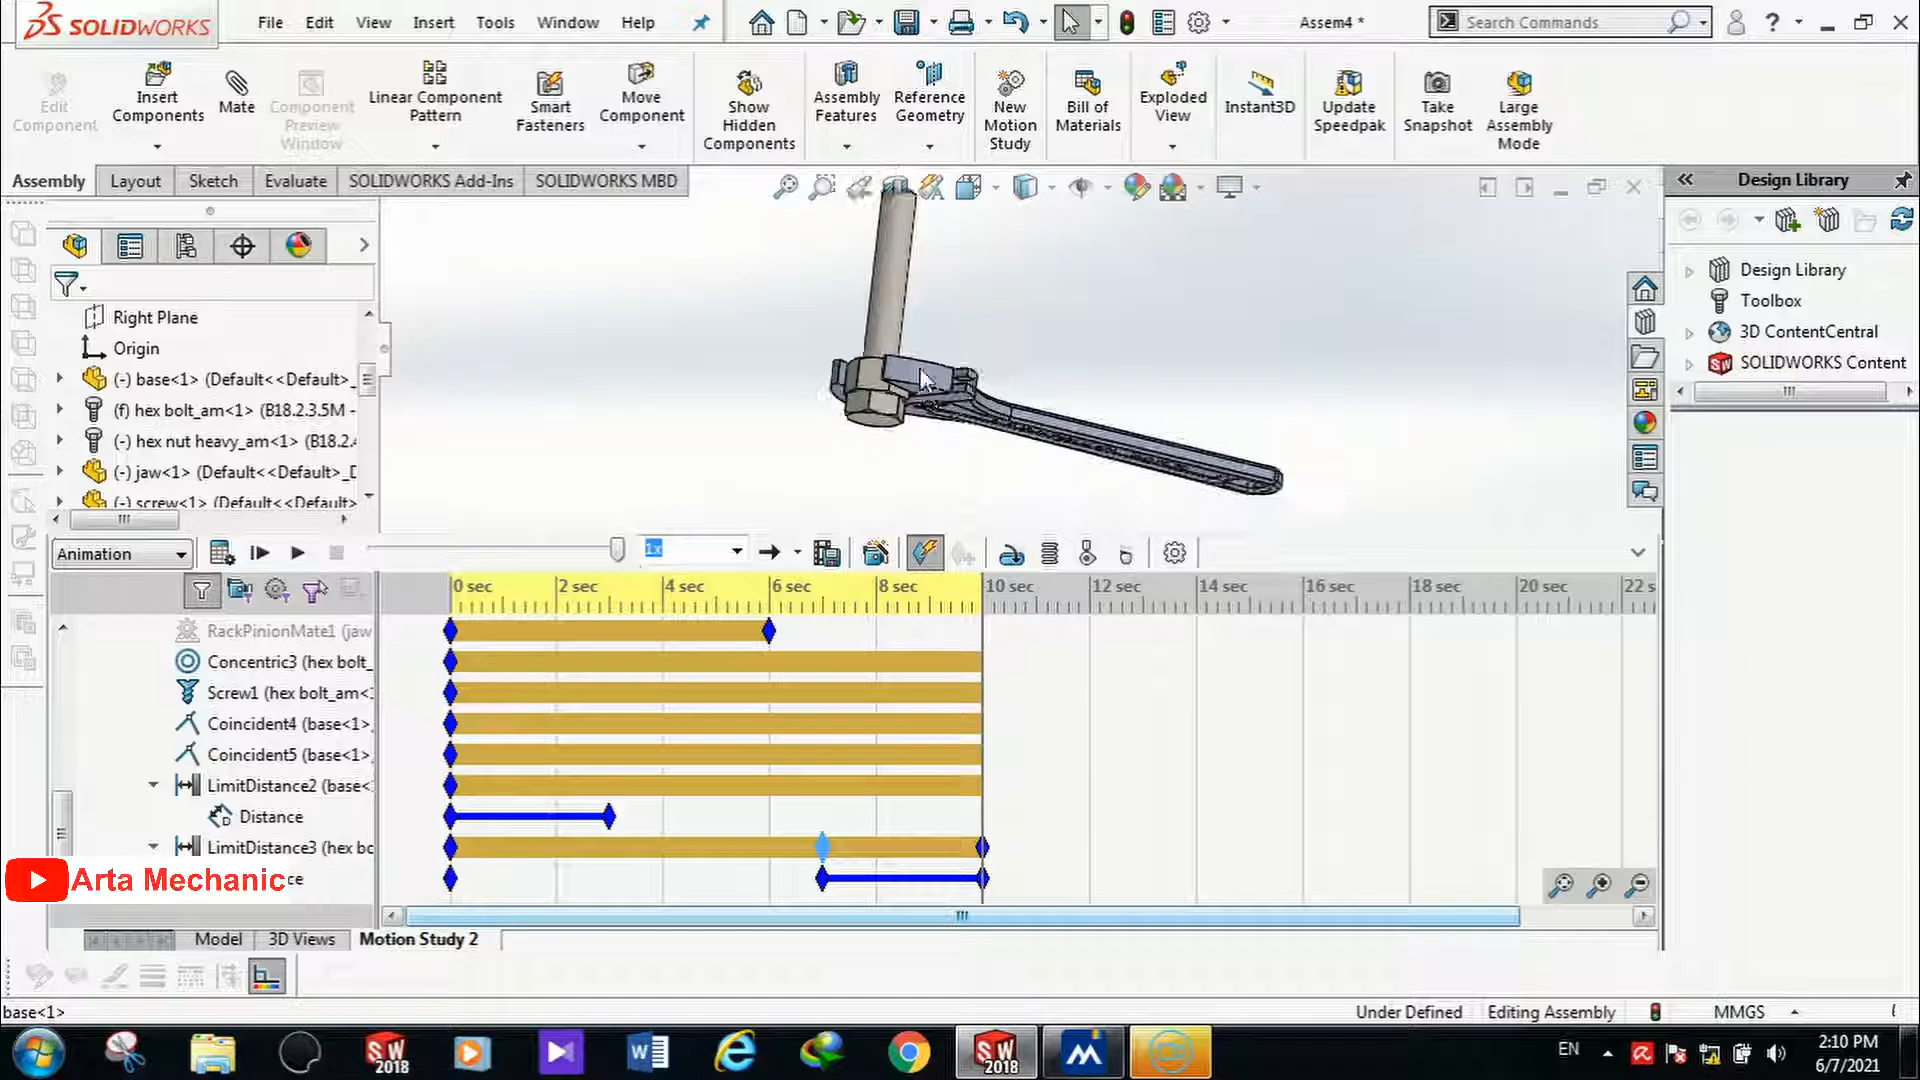 SOLIDWORKS File Edit View Insert Tools Window Help Assem4 * Search Commands
Edit Component
Insert Components
Mate
Component Preview Window
Linear Component Pattern
Smart Fasteners
Move Component
Show Hidden Components
Assembly Features
Reference Geometry
New Motion Study
Bill of Materials
Exploded View
Instant3D
Update Speedpak
Take Snapshot
Large Assembly Mode
Assembly Layout Sketch Evaluate SOLIDWORKS Add-Ins SOLIDWORKS MBD
Design Library
Right Plane
Origin
(-) base<1> (Default<<Default>_
(f) hex bolt_am<1> (B18.2.3.5M -
(-) hex nut heavy_am<1> (B18.2.4
(-) jaw<1> (Default<<Default>_D
(-) screw<1> (Default<<Default>
Design Library
Toolbox
3D ContentCentral
SOLIDWORKS Content
Animation 1x
0 sec 2 sec 4 sec 6 sec 8 sec 10 sec 12 sec 14 sec 16 sec 18 sec 20 sec 22 s
RackPinionMate1 (jaw
Concentric3 (hex bolt_
Screw1 (hex bolt_am<
Coincident4 (base<1>,
Coincident5 (base<1>,
LimitDistance2 (base<
Distance
LimitDistance3 (hex bo
Arta Mechanic ce
Model 3D Views Motion Study 2
base<1> Under Defined Editing Assembly MMGS
SW 2018
SW 2018
EN
2:10 PM
6/7/2021